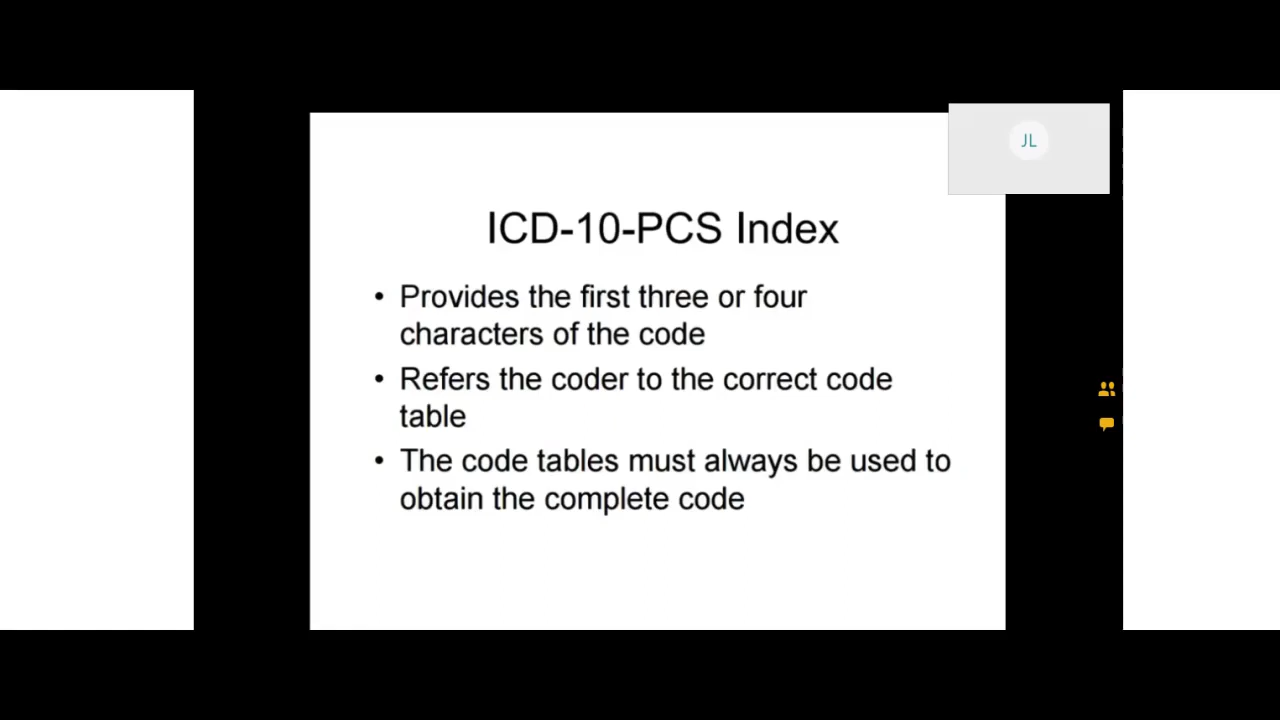 JL
ICD-10-PCS Index
• Provides the first three or four
characters of the code
• Refers the coder to the correct code
table
• The code tables must always be used to
obtain the complete code